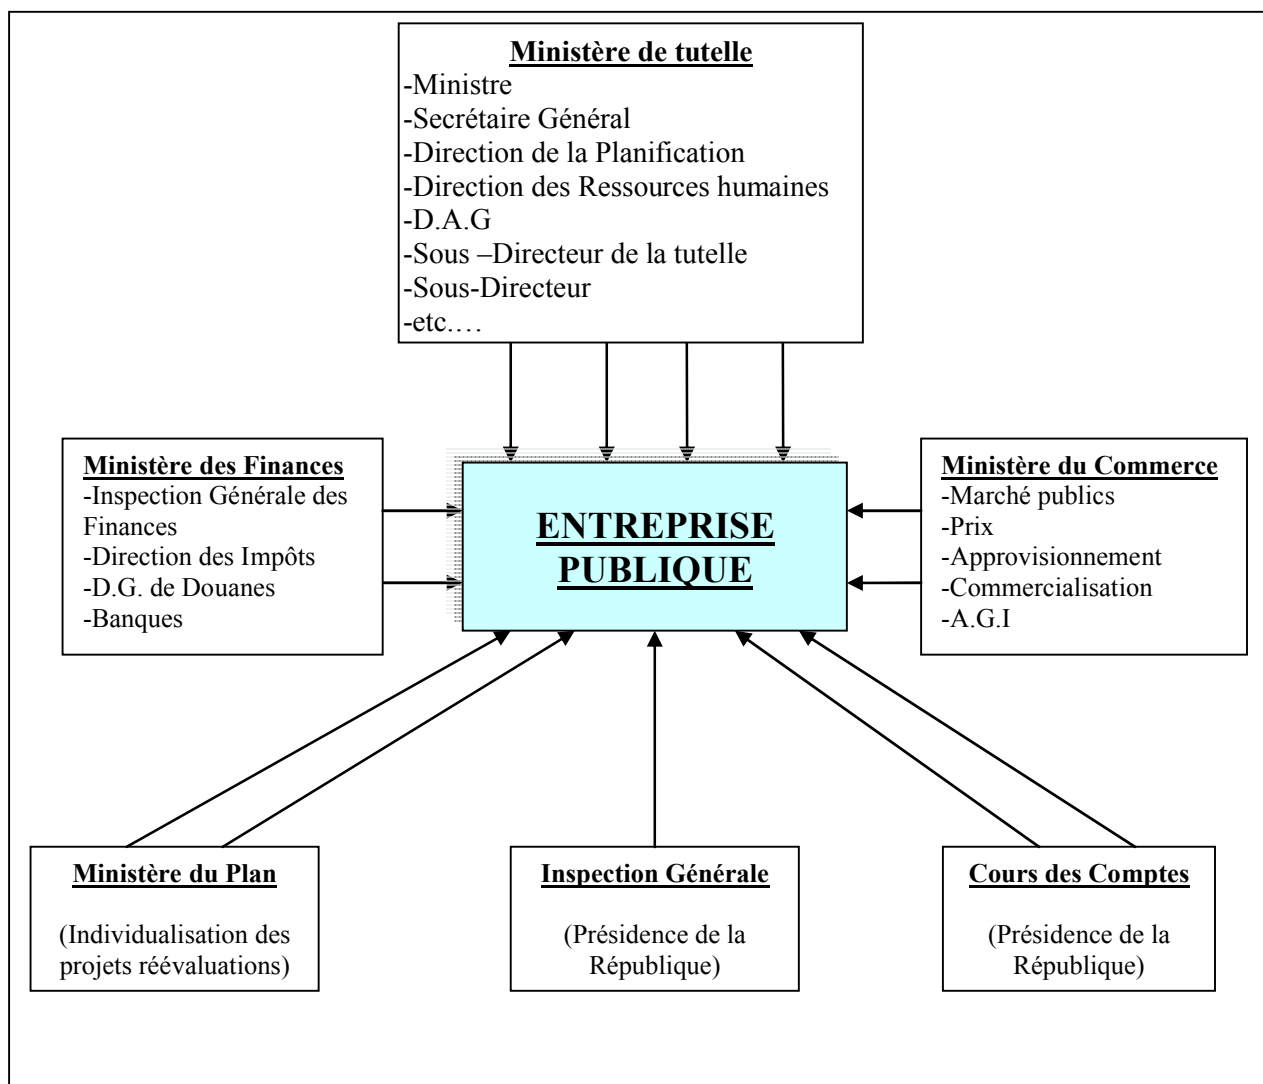 Ministère de tutelle
-Ministre
-Secrétaire Général
-Direction de la Planification
-Direction des Ressources humaines
-D.A.G
-Sous –Directeur de la tutelle
-Sous-Directeur
-etc.…
Ministère des Finances
-Inspection Générale des
Finances
-Direction des Impôts
-D.G. de Douanes
-Banques
ENTREPRISE
PUBLIQUE
Ministère du Commerce
-Marché publics
-Prix
-Approvisionnement
-Commercialisation
-A.G.I
Ministère du Plan
(Individualisation des
projets réévaluations)
Inspection Générale
(Présidence de la
République)
Cours des Comptes
(Présidence de la
République)